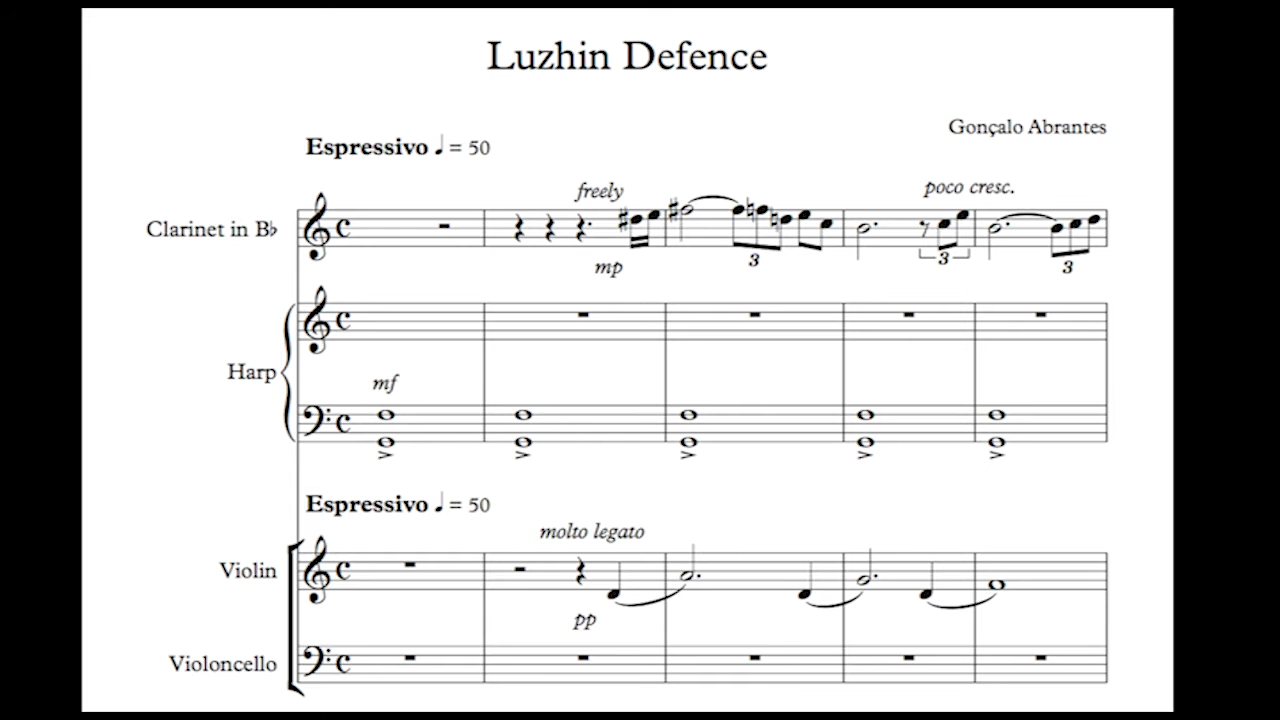 Luzhin Defence
Gonçalo Abrantes
Espressivo ♩ = 50
freely
poco cresc.
Clarinet in B♭
mp
3
3
3
Harp
mf
Espressivo ♩ = 50
molto legato
Violin
pp
Violoncello